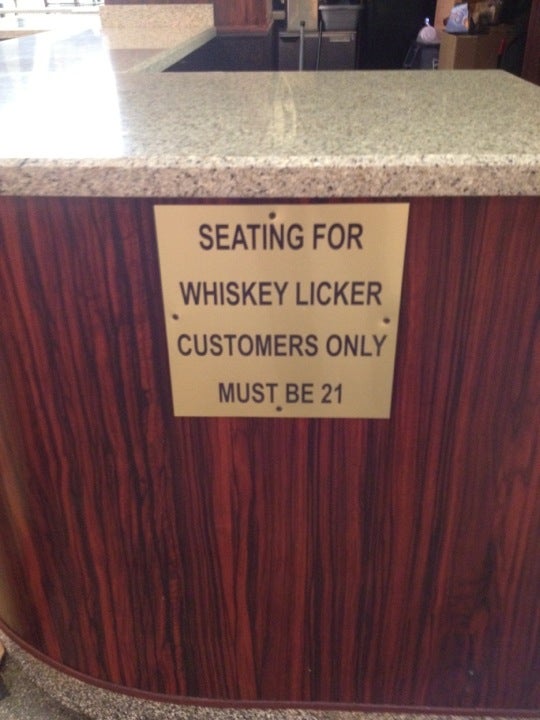 SEATING FOR
WHISKEY LICKER
CUSTOMERS ONLY
MUST BE 21